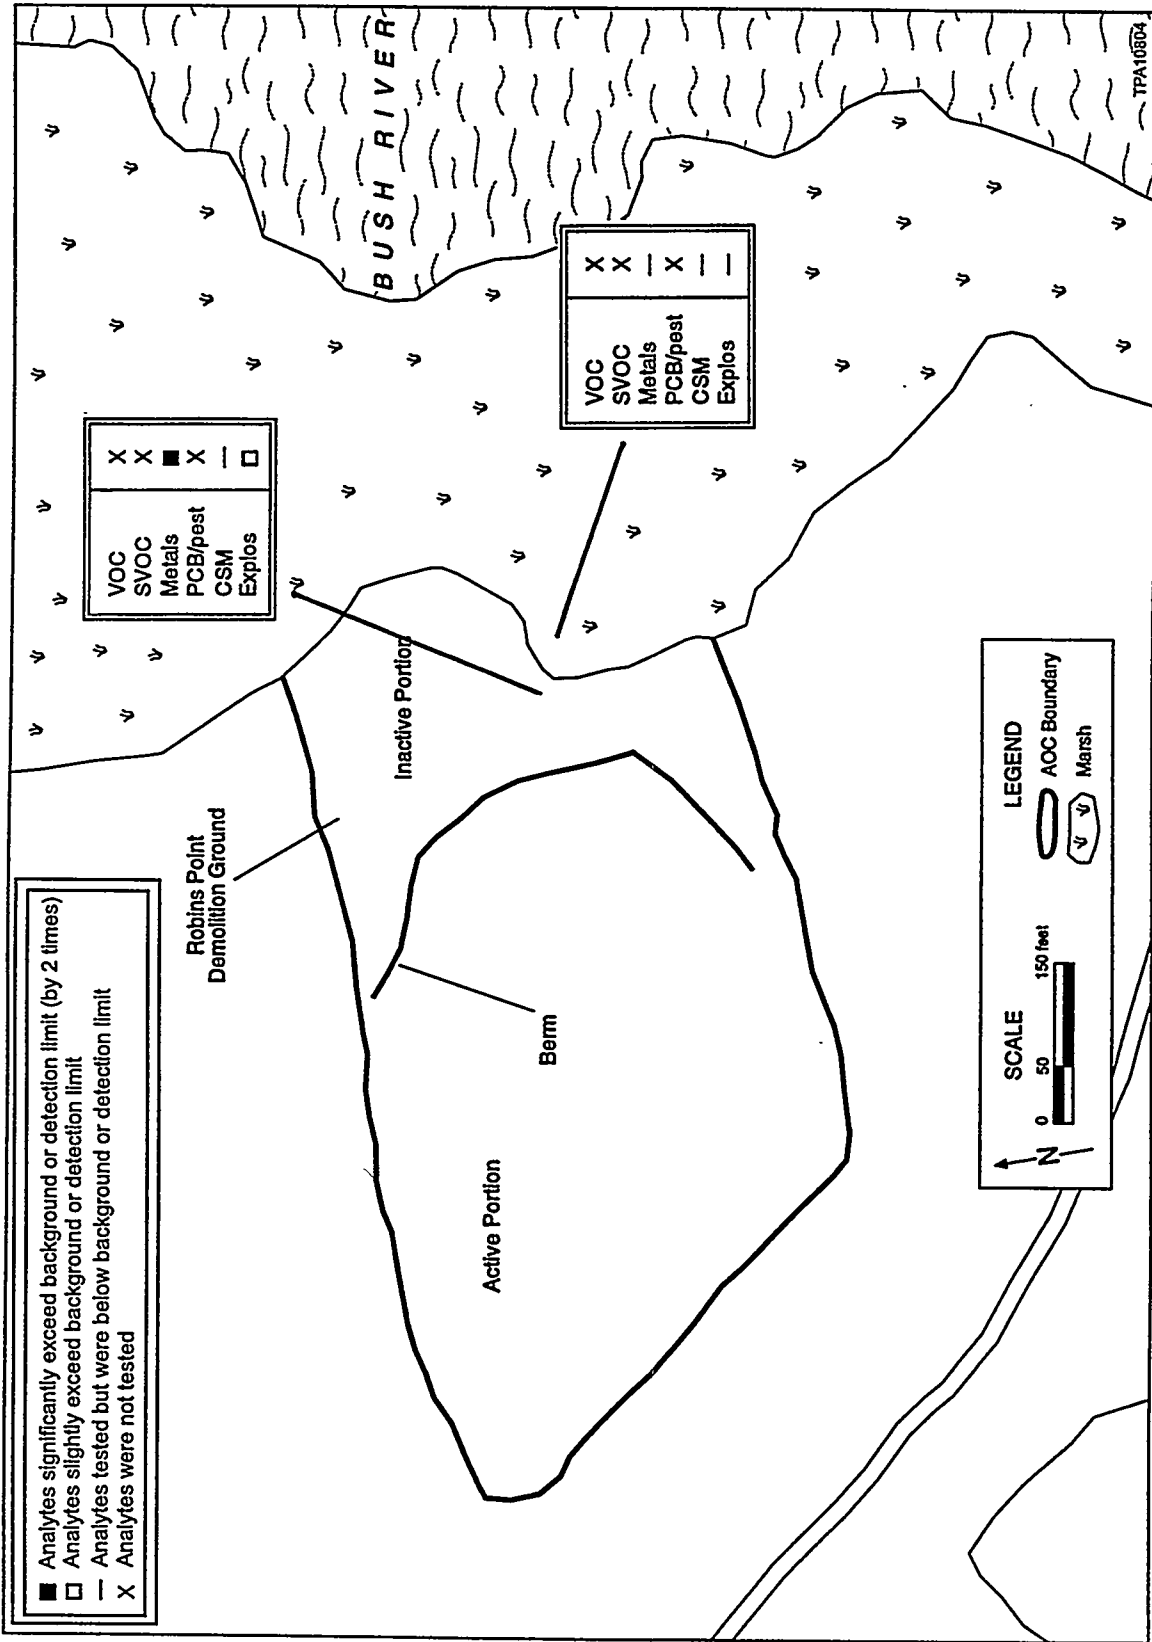 ■ Analytes significantly exceed background or detection limit (by 2 times)
□ Analytes slightly exceed background or detection limit
— Analytes tested but were below background or detection limit
X Analytes were not tested
Robins Point
Demolition Ground
VOC X
SVOC X
Metals ■
PCB/pest X
CSM —
Explos □
BUSH RIVER
Inactive Portion
VOC X
SVOC X
Metals —
PCB/pest X
CSM —
Explos —
Berm
Active Portion
N
SCALE
0 50 150 feet
LEGEND
AOC Boundary
Marsh
TPA10804